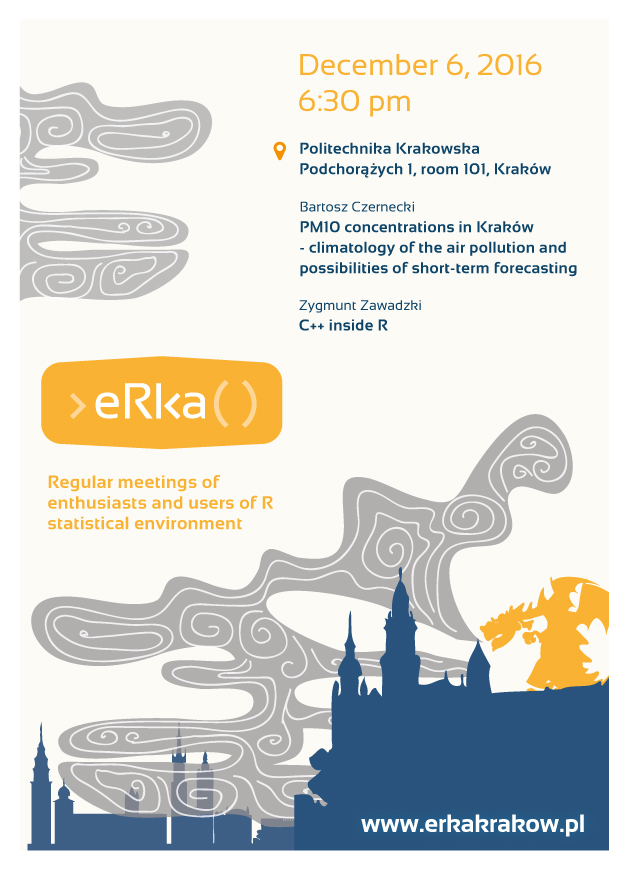 December 6, 2016
6:30 pm
Politechnika Krakowska
Podchorążych 1, room 101, Kraków
Bartosz Czernecki
PM10 concentrations in Kraków
- climatology of the air pollution and
possibilities of short-term forecasting
Zygmunt Zawadzki
C++ inside R
> eRka ( )
Regular meetings of
enthusiasts and users of R
statistical environment
www.erkakrakow.pl